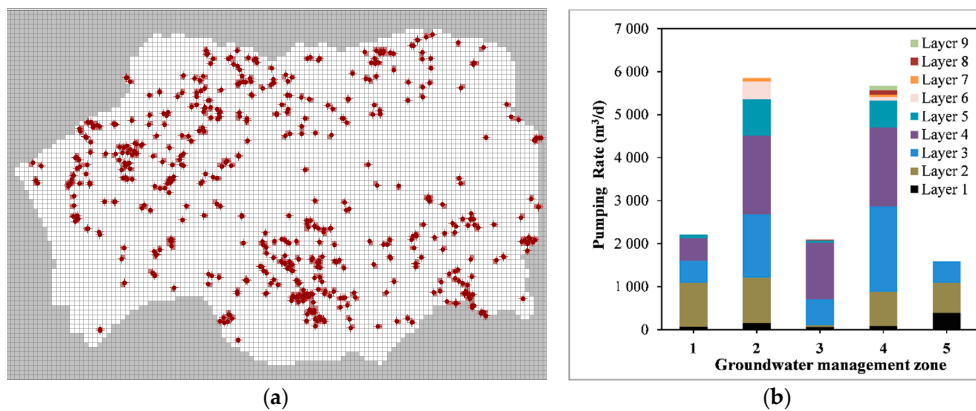 7 000
6 000
5 000
4 000
3 000
2 000
1 000
0
Pumping Rate (m³/d)
Layer 9
Layer 8
Layer 7
Layer 6
Layer 5
Layer 4
Layer 3
Layer 2
Layer 1
1 2 3 4 5
Groundwater management zone
(a) (b)